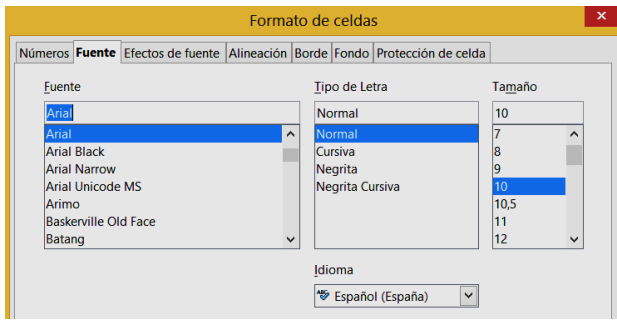 Formato de celdas
Números Fuente Efectos de fuente Alineación Borde Fondo Protección de celda
Fuente Tipo de Letra Tamaño
Arial Normal 10
Arial Normal 7
Arial Black Cursiva 8
Arial Narrow Negrita 9
Arial Unicode MS Negrita Cursiva 10
Arimo 10,5
Baskerville Old Face 11
Batang 12
Idioma
Español (España)